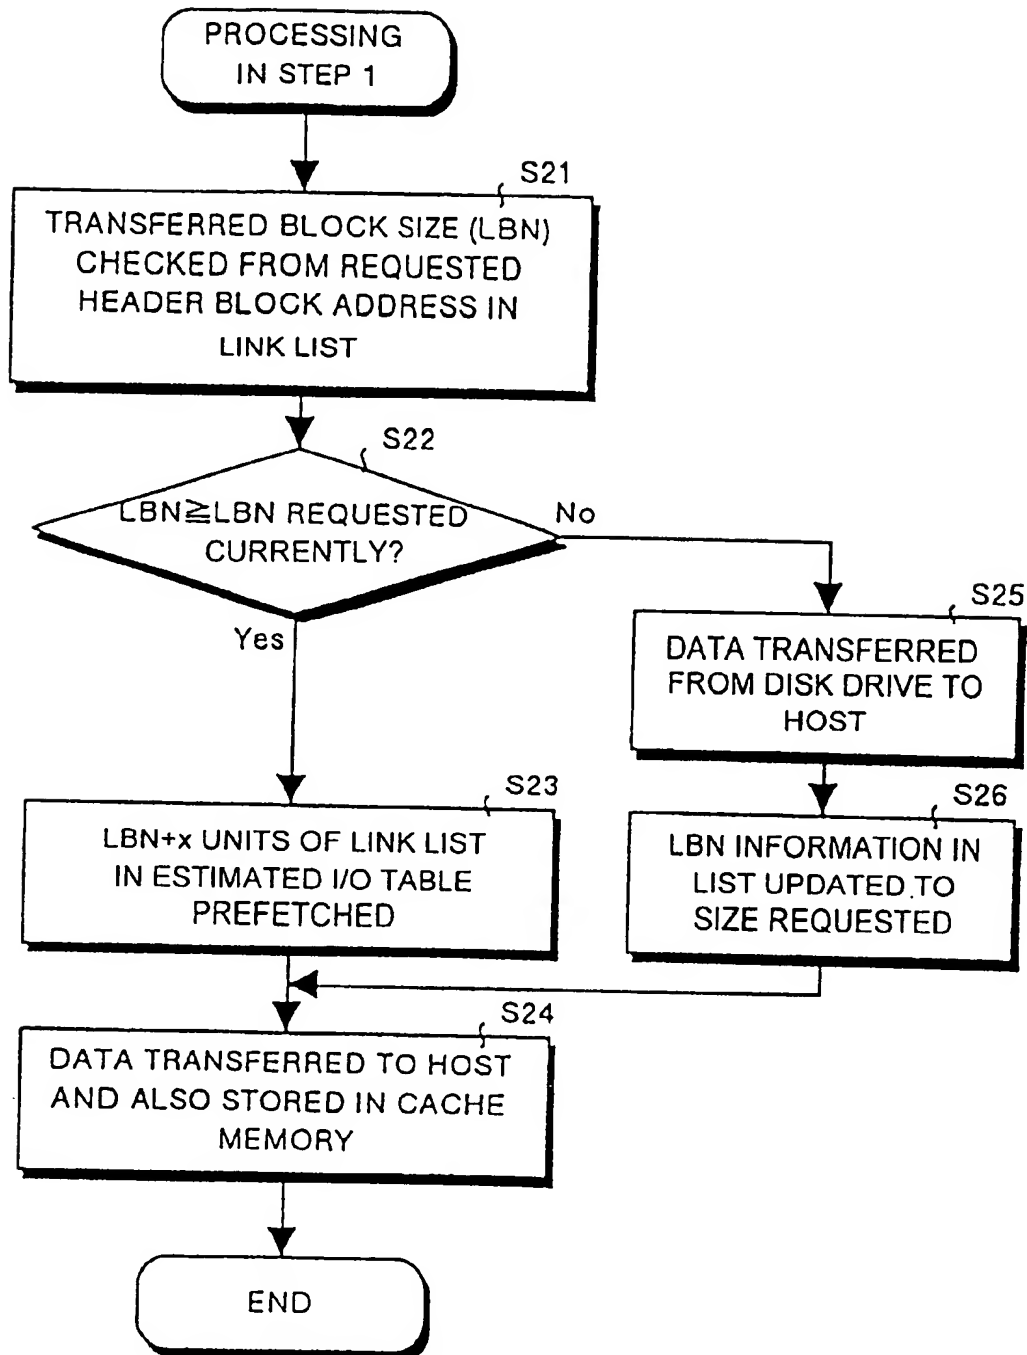 PROCESSING
IN STEP 1
S21
TRANSFERRED BLOCK SIZE (LBN)
CHECKED FROM REQUESTED
HEADER BLOCK ADDRESS IN
LINK LIST
S22
LBN≧LBN REQUESTED
CURRENTLY?
No
Yes
S25
DATA TRANSFERRED
FROM DISK DRIVE TO
HOST
S23
LBN+x UNITS OF LINK LIST
IN ESTIMATED I/O TABLE
PREFETCHED
S26
LBN INFORMATION IN
LIST UPDATED TO
SIZE REQUESTED
S24
DATA TRANSFERRED TO HOST
AND ALSO STORED IN CACHE
MEMORY
END